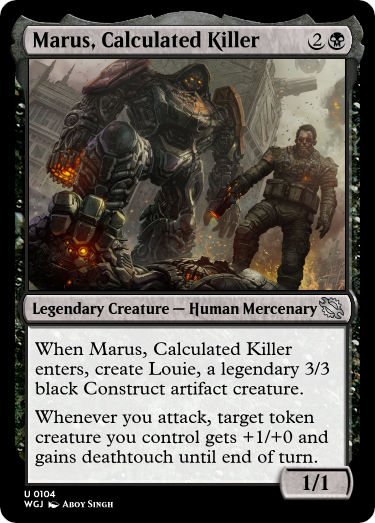 Marus, Calculated Killer 2
Legendary Creature — Human Mercenary
When Marus, Calculated Killer
enters, create Louie, a legendary 3/3
black Construct artifact creature.
Whenever you attack, target token
creature you control gets +1/+0 and
gains deathtouch until end of turn.
1/1
U 0104
WGJ Aboy Singh